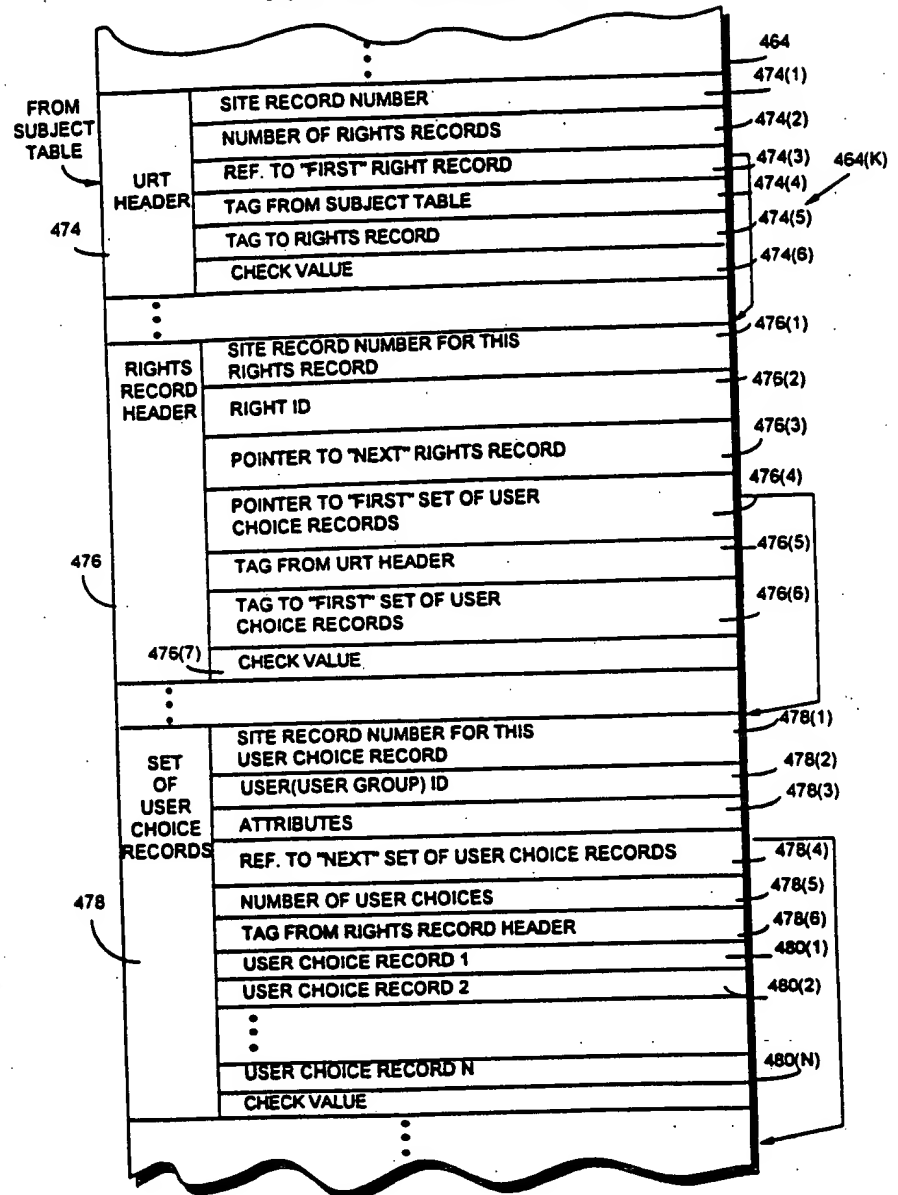 464
474(1)
FROM
SUBJECT
TABLE
URT
HEADER
474
SITE RECORD NUMBER
NUMBER OF RIGHTS RECORDS
474(2)
REF. TO "FIRST" RIGHT RECORD
474(3)
464(K)
TAG FROM SUBJECT TABLE
474(4)
TAG TO RIGHTS RECORD
474(5)
CHECK VALUE
474(6)
RIGHTS
RECORD
HEADER
476
SITE RECORD NUMBER FOR THIS
RIGHTS RECORD
476(1)
RIGHT ID
476(2)
POINTER TO "NEXT" RIGHTS RECORD
476(3)
POINTER TO "FIRST" SET OF USER
CHOICE RECORDS
476(4)
TAG FROM URT HEADER
476(5)
TAG TO "FIRST" SET OF USER
CHOICE RECORDS
476(6)
476(7)
CHECK VALUE
SET
OF
USER
CHOICE
RECORDS
478
SITE RECORD NUMBER FOR THIS
USER CHOICE RECORD
478(1)
USER(USER GROUP) ID
478(2)
ATTRIBUTES
478(3)
REF. TO "NEXT" SET OF USER CHOICE RECORDS
478(4)
NUMBER OF USER CHOICES
478(5)
TAG FROM RIGHTS RECORD HEADER
478(6)
USER CHOICE RECORD 1
480(1)
USER CHOICE RECORD 2
480(2)
USER CHOICE RECORD N
480(N)
CHECK VALUE